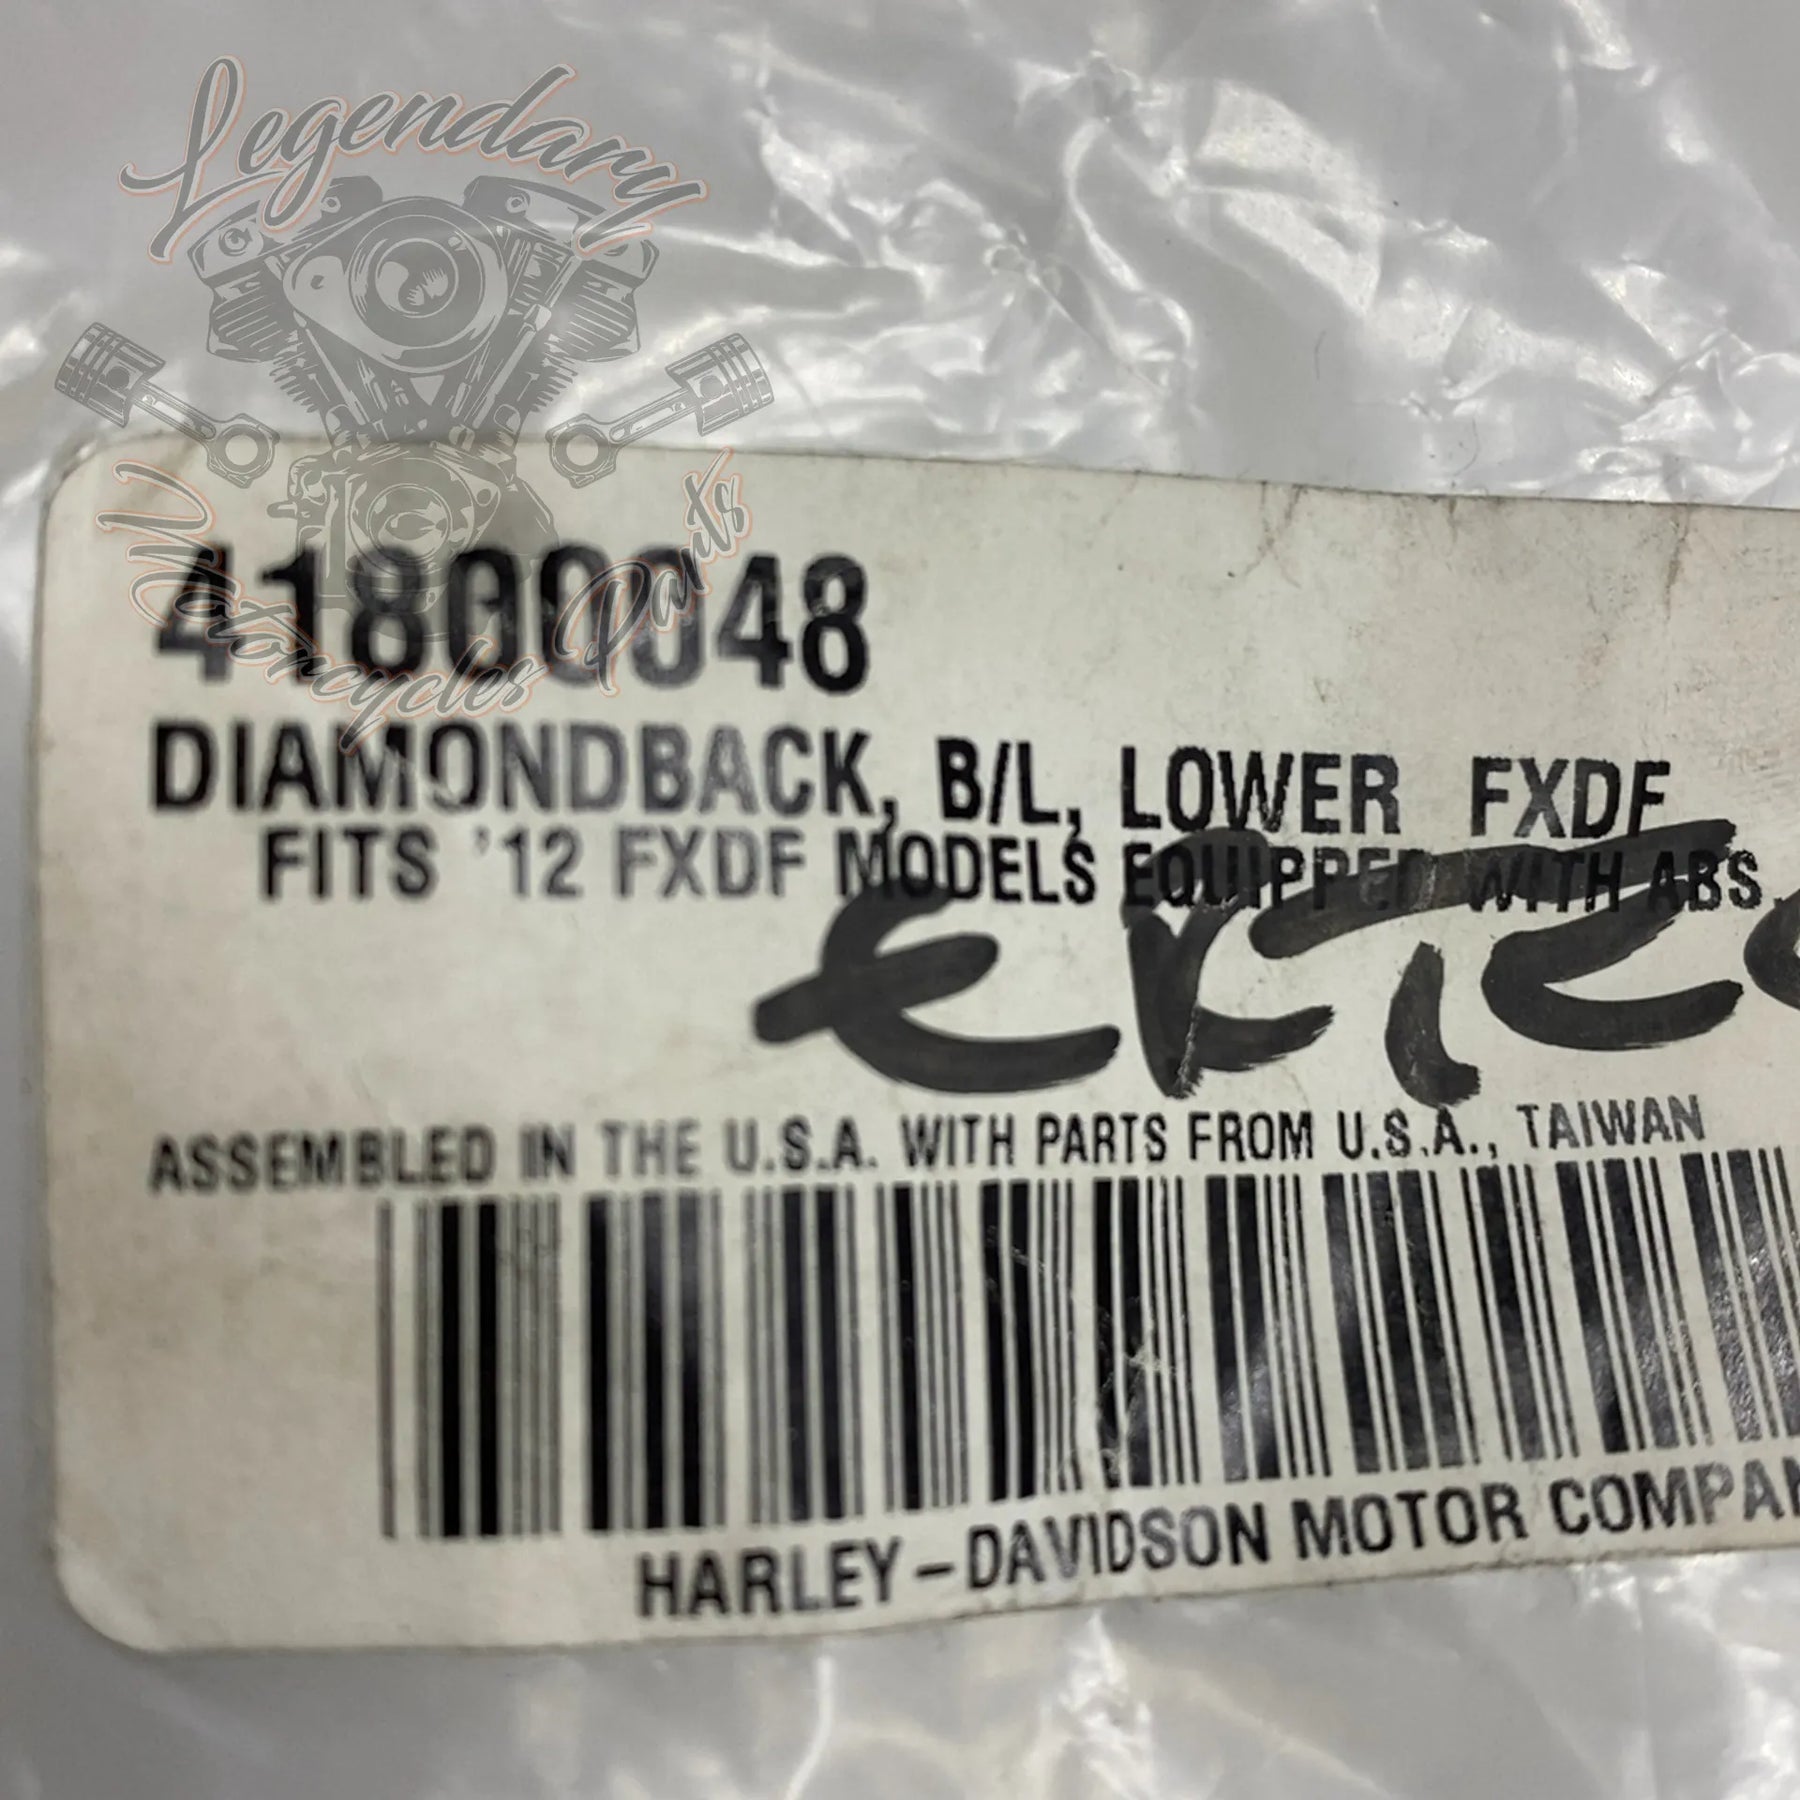 Legendary
Motorcycles Parts
41800048
DIAMONDBACK, B/L, LOWER FXDF
FITS '12 FXDF MODELS EQUIPPED WITH ABS.
ASSEMBLED IN THE U.S.A. WITH PARTS FROM U.S.A., TAIWAN
HARLEY-DAVIDSON MOTOR COMPAN